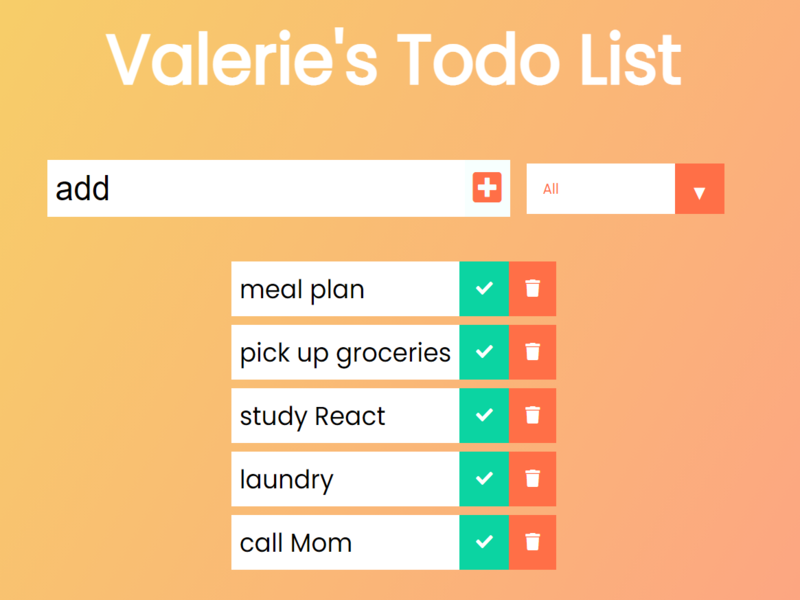 Valerie's Todo List
add
All
meal plan
pick up groceries
study React
laundry
call Mom